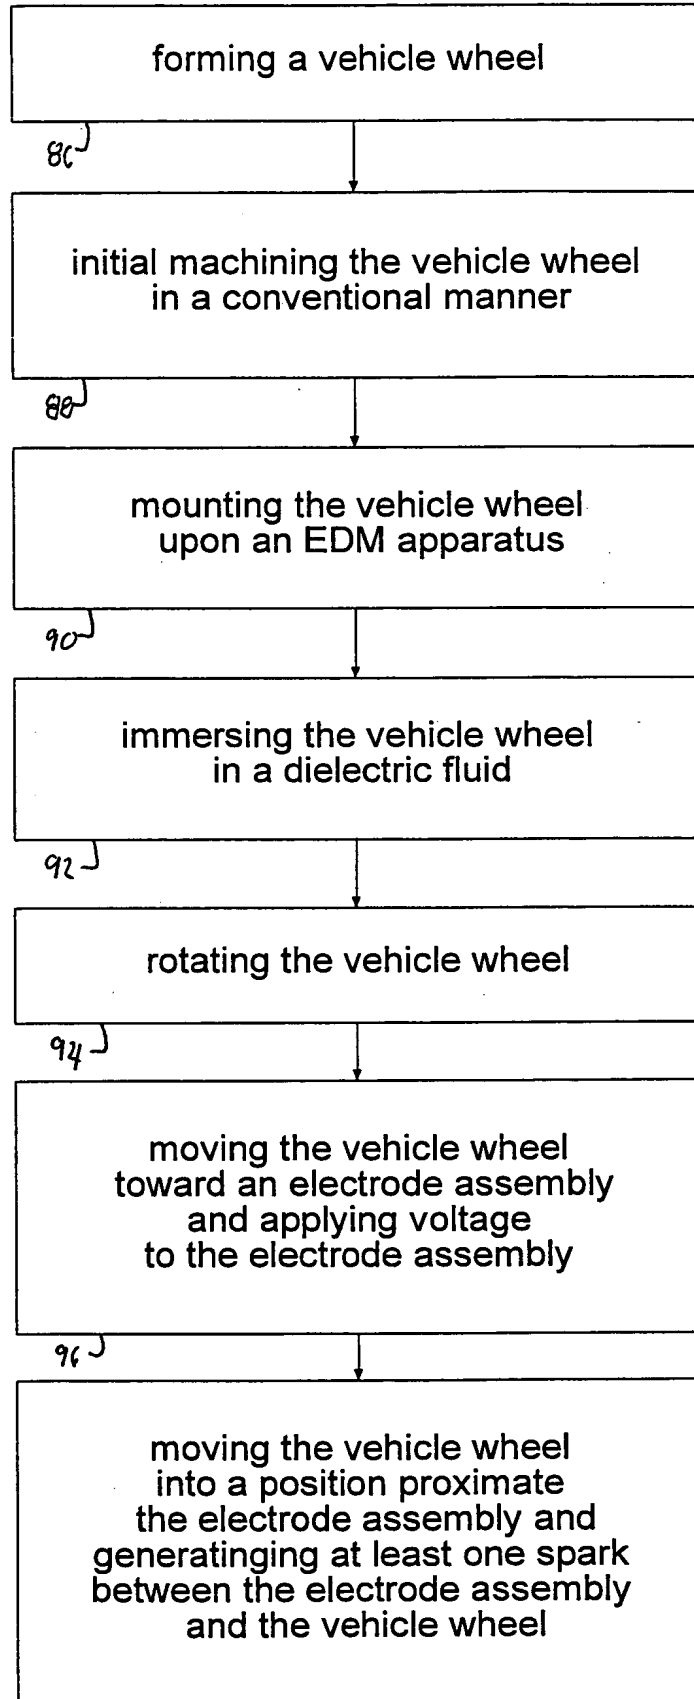 forming a vehicle wheel
86
initial machining the vehicle wheel
in a conventional manner
88
mounting the vehicle wheel
upon an EDM apparatus
90
immersing the vehicle wheel
in a dielectric fluid
92
rotating the vehicle wheel
94
moving the vehicle wheel
toward an electrode assembly
and applying voltage
to the electrode assembly
96
moving the vehicle wheel
into a position proximate
the electrode assembly and
generatinging at least one spark
between the electrode assembly
and the vehicle wheel